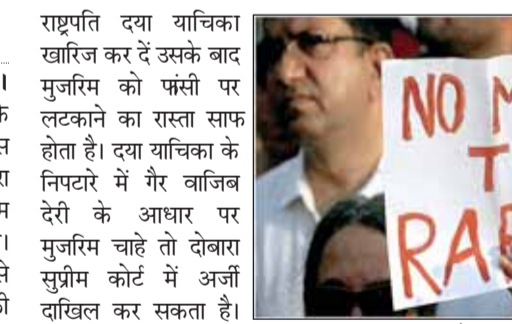 राष्ट्रपति दया याचिका
खारिज कर दें उसके बाद
मुजरिम को फांसी पर
लटकाने का रास्ता साफ
होता है। दया याचिका के
निपटारे में गैर वाजिब
देरी के आधार पर
मुजरिम चाहे तो दोबारा
सुप्रीम कोर्ट में अर्जी
दाखिल कर सकता है।
NO M
T
RA